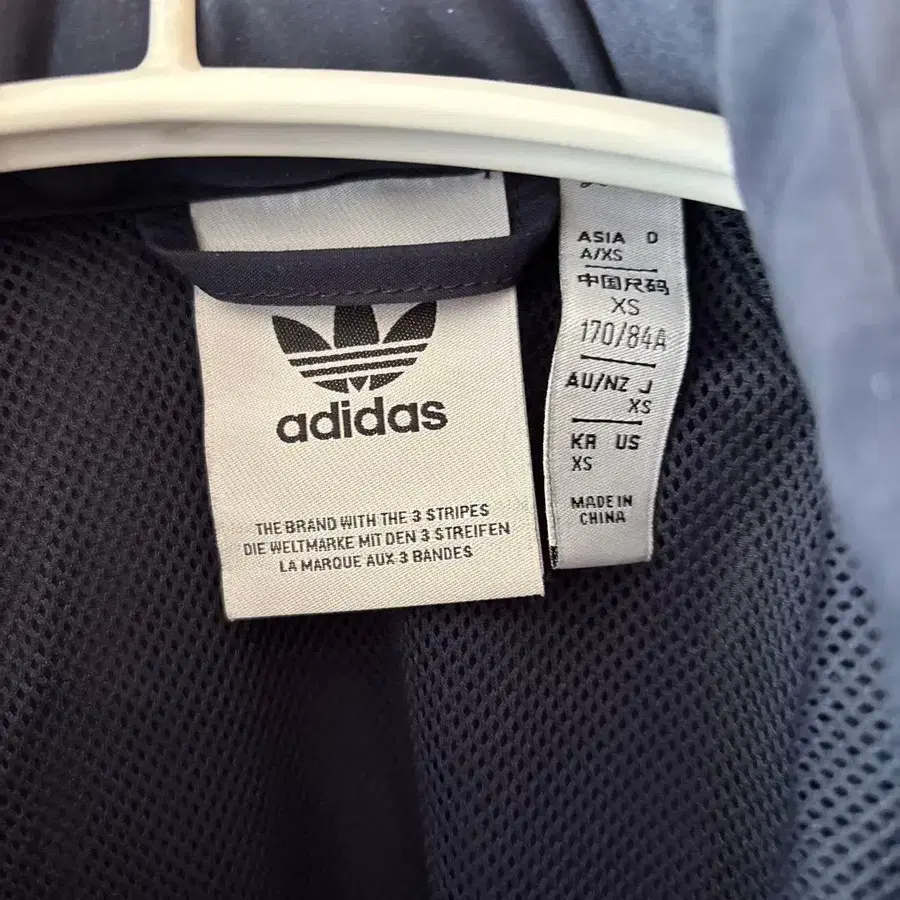 adidas
THE BRAND WITH THE 3 STRIPES
DIE WELTMARKE MIT DEN 3 STREIFEN
LA MARQUE AUX 3 BANDES
ASIA D
A/XS
中国尺码
XS
170/84A
AU/NZ J
XS
KR US
XS
MADE IN
CHINA